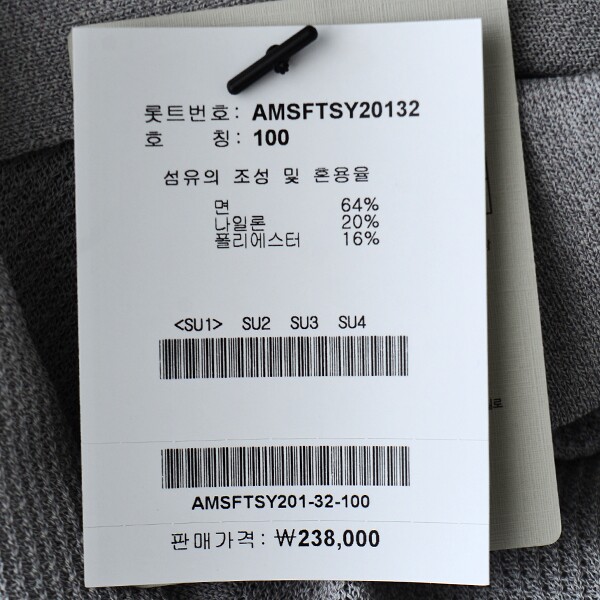 롯트번호: AMSFTSY20132
호 칭: 100
섬유의 조성 및 혼용율
면 64%
나일론 20%
폴리에스터 16%
<SU1> SU2 SU3 SU4
AMSFTSY201-32-100
판매가격: ₩238,000